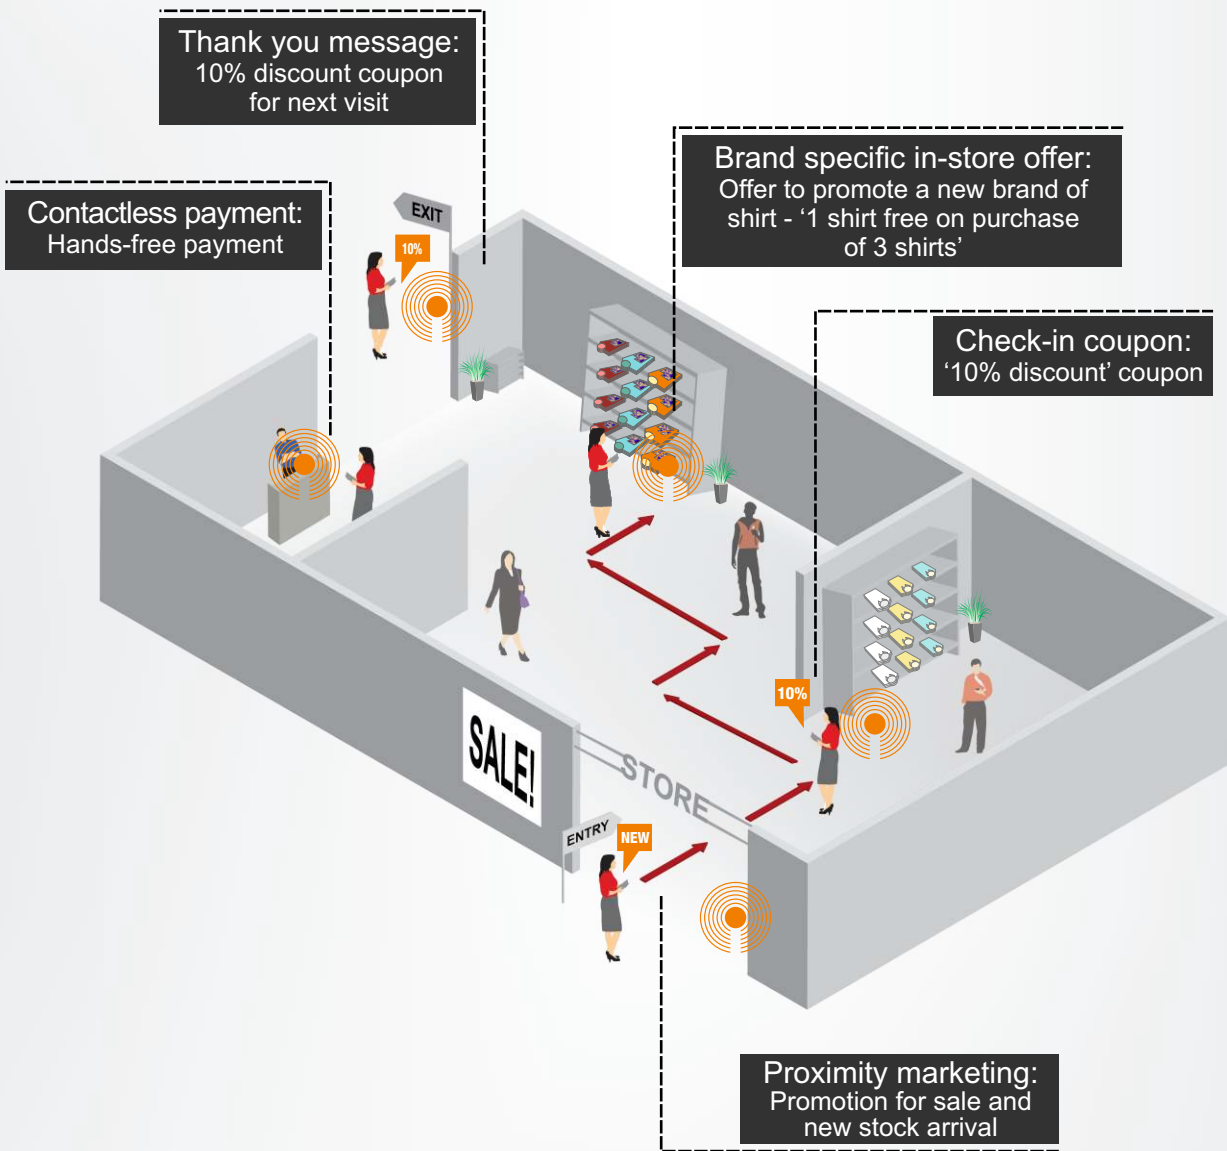 Thank you message:
10% discount coupon
for next visit
Brand specific in-store offer:
Offer to promote a new brand of
shirt - ‘1 shirt free on purchase
of 3 shirts’
Contactless payment:
Hands-free payment
EXIT
10%
Check-in coupon:
‘10% discount’ coupon
10%
SALE!
STORE
ENTRY
NEW
Proximity marketing:
Promotion for sale and
new stock arrival